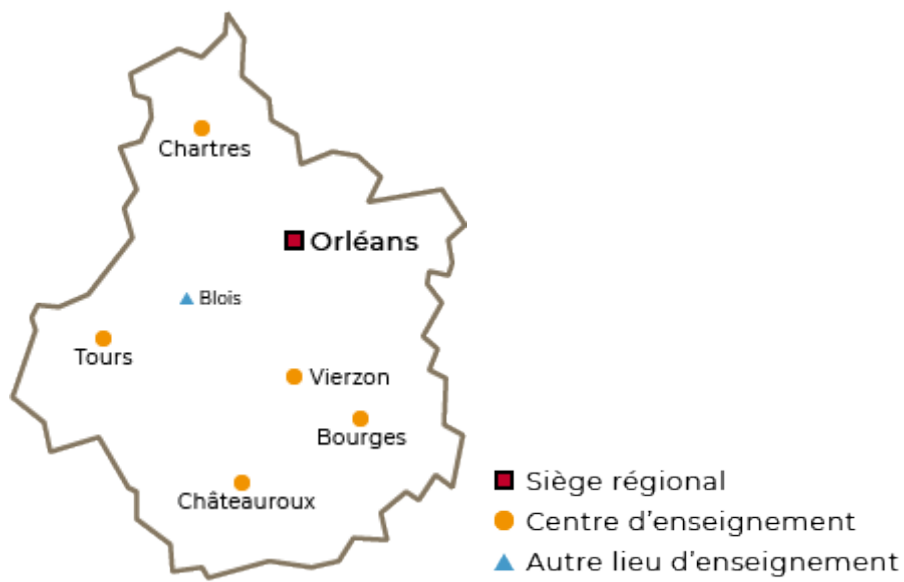 Chartres
Orléans
Blois
Tours
Vierzon
Bourges
Châteauroux
Siège régional
Centre d'enseignement
Autre lieu d'enseignement